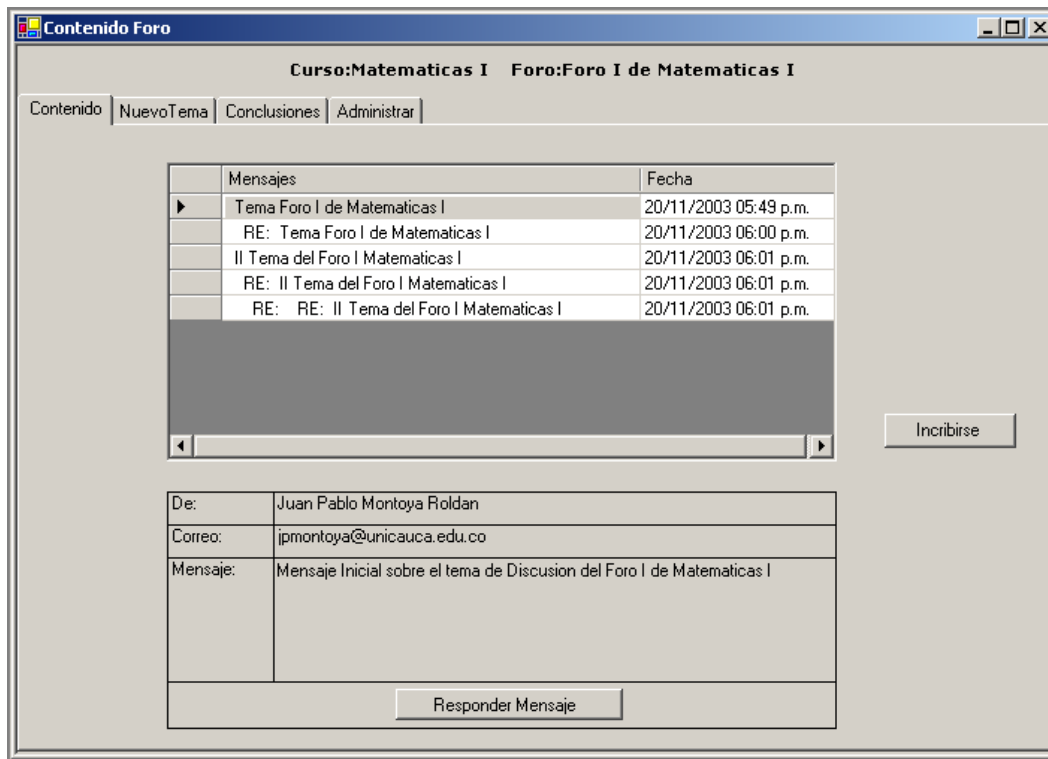 Contenido Foro
Curso:Matematicas I Foro:Foro I de Matematicas I
Contenido NuevoTema Conclusiones Administrar
Mensajes Fecha
Tema Foro I de Matematicas I 20/11/2003 05:49 p.m.
RE: Tema Foro I de Matematicas I 20/11/2003 06:00 p.m.
II Tema del Foro I Matematicas I 20/11/2003 06:01 p.m.
RE: II Tema del Foro I Matematicas I 20/11/2003 06:01 p.m.
RE: RE: II Tema del Foro I Matematicas I 20/11/2003 06:01 p.m.
Incribirse
De: Juan Pablo Montoya Roldan
Correo: jpmontoya@unicauca.edu.co
Mensaje: Mensaje Inicial sobre el tema de Discusion del Foro I de Matematicas I
Responder Mensaje